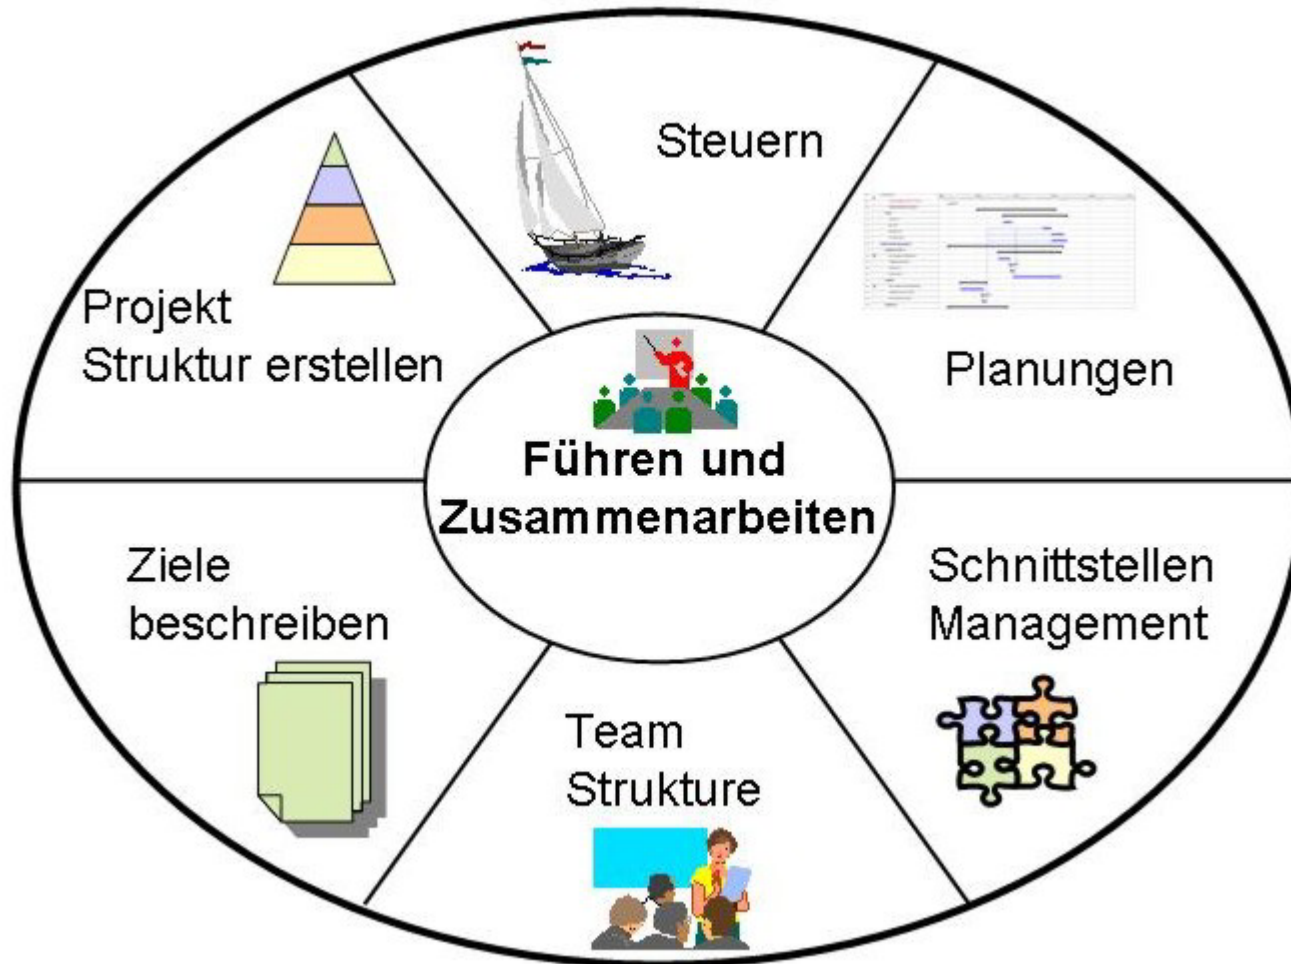 Steuern
Projekt
Struktur erstellen
Planungen
Führen und
Zusammenarbeiten
Ziele
beschreiben
Schnittstellen
Management
Team
Strukture